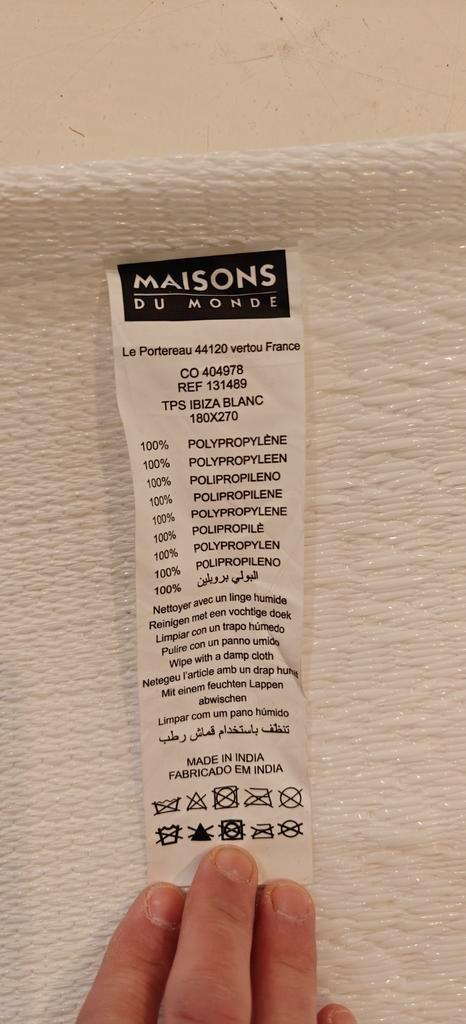 MAISONS
DU MONDE
Le Portereau 44120 vertou France
CO 404978
REF 131489
TPS IBIZA BLANC
180X270
100% POLYPROPYLÈNE
100% POLYPROPYLEEN
100% POLIPROPILENO
100% POLIPROPILENE
100% POLYPROPYLENE
100% POLIPROPILÈ
100% POLYPROPYLEN
100% POLIPROPILENO
100% البولي بروبلين
Nettoyer avec un linge humide
Reinigen met een vochtige doek
Limpiar con un trapo húmedo
Pulire con un panno umido
Wipe with a damp cloth
Netegeu l'article amb un drap humit
Mit einem feuchten Lappen
abwischen
Limpar com um pano húmido
تنظف باستخدام قماش رطب
MADE IN INDIA
FABRICADO EM INDIA